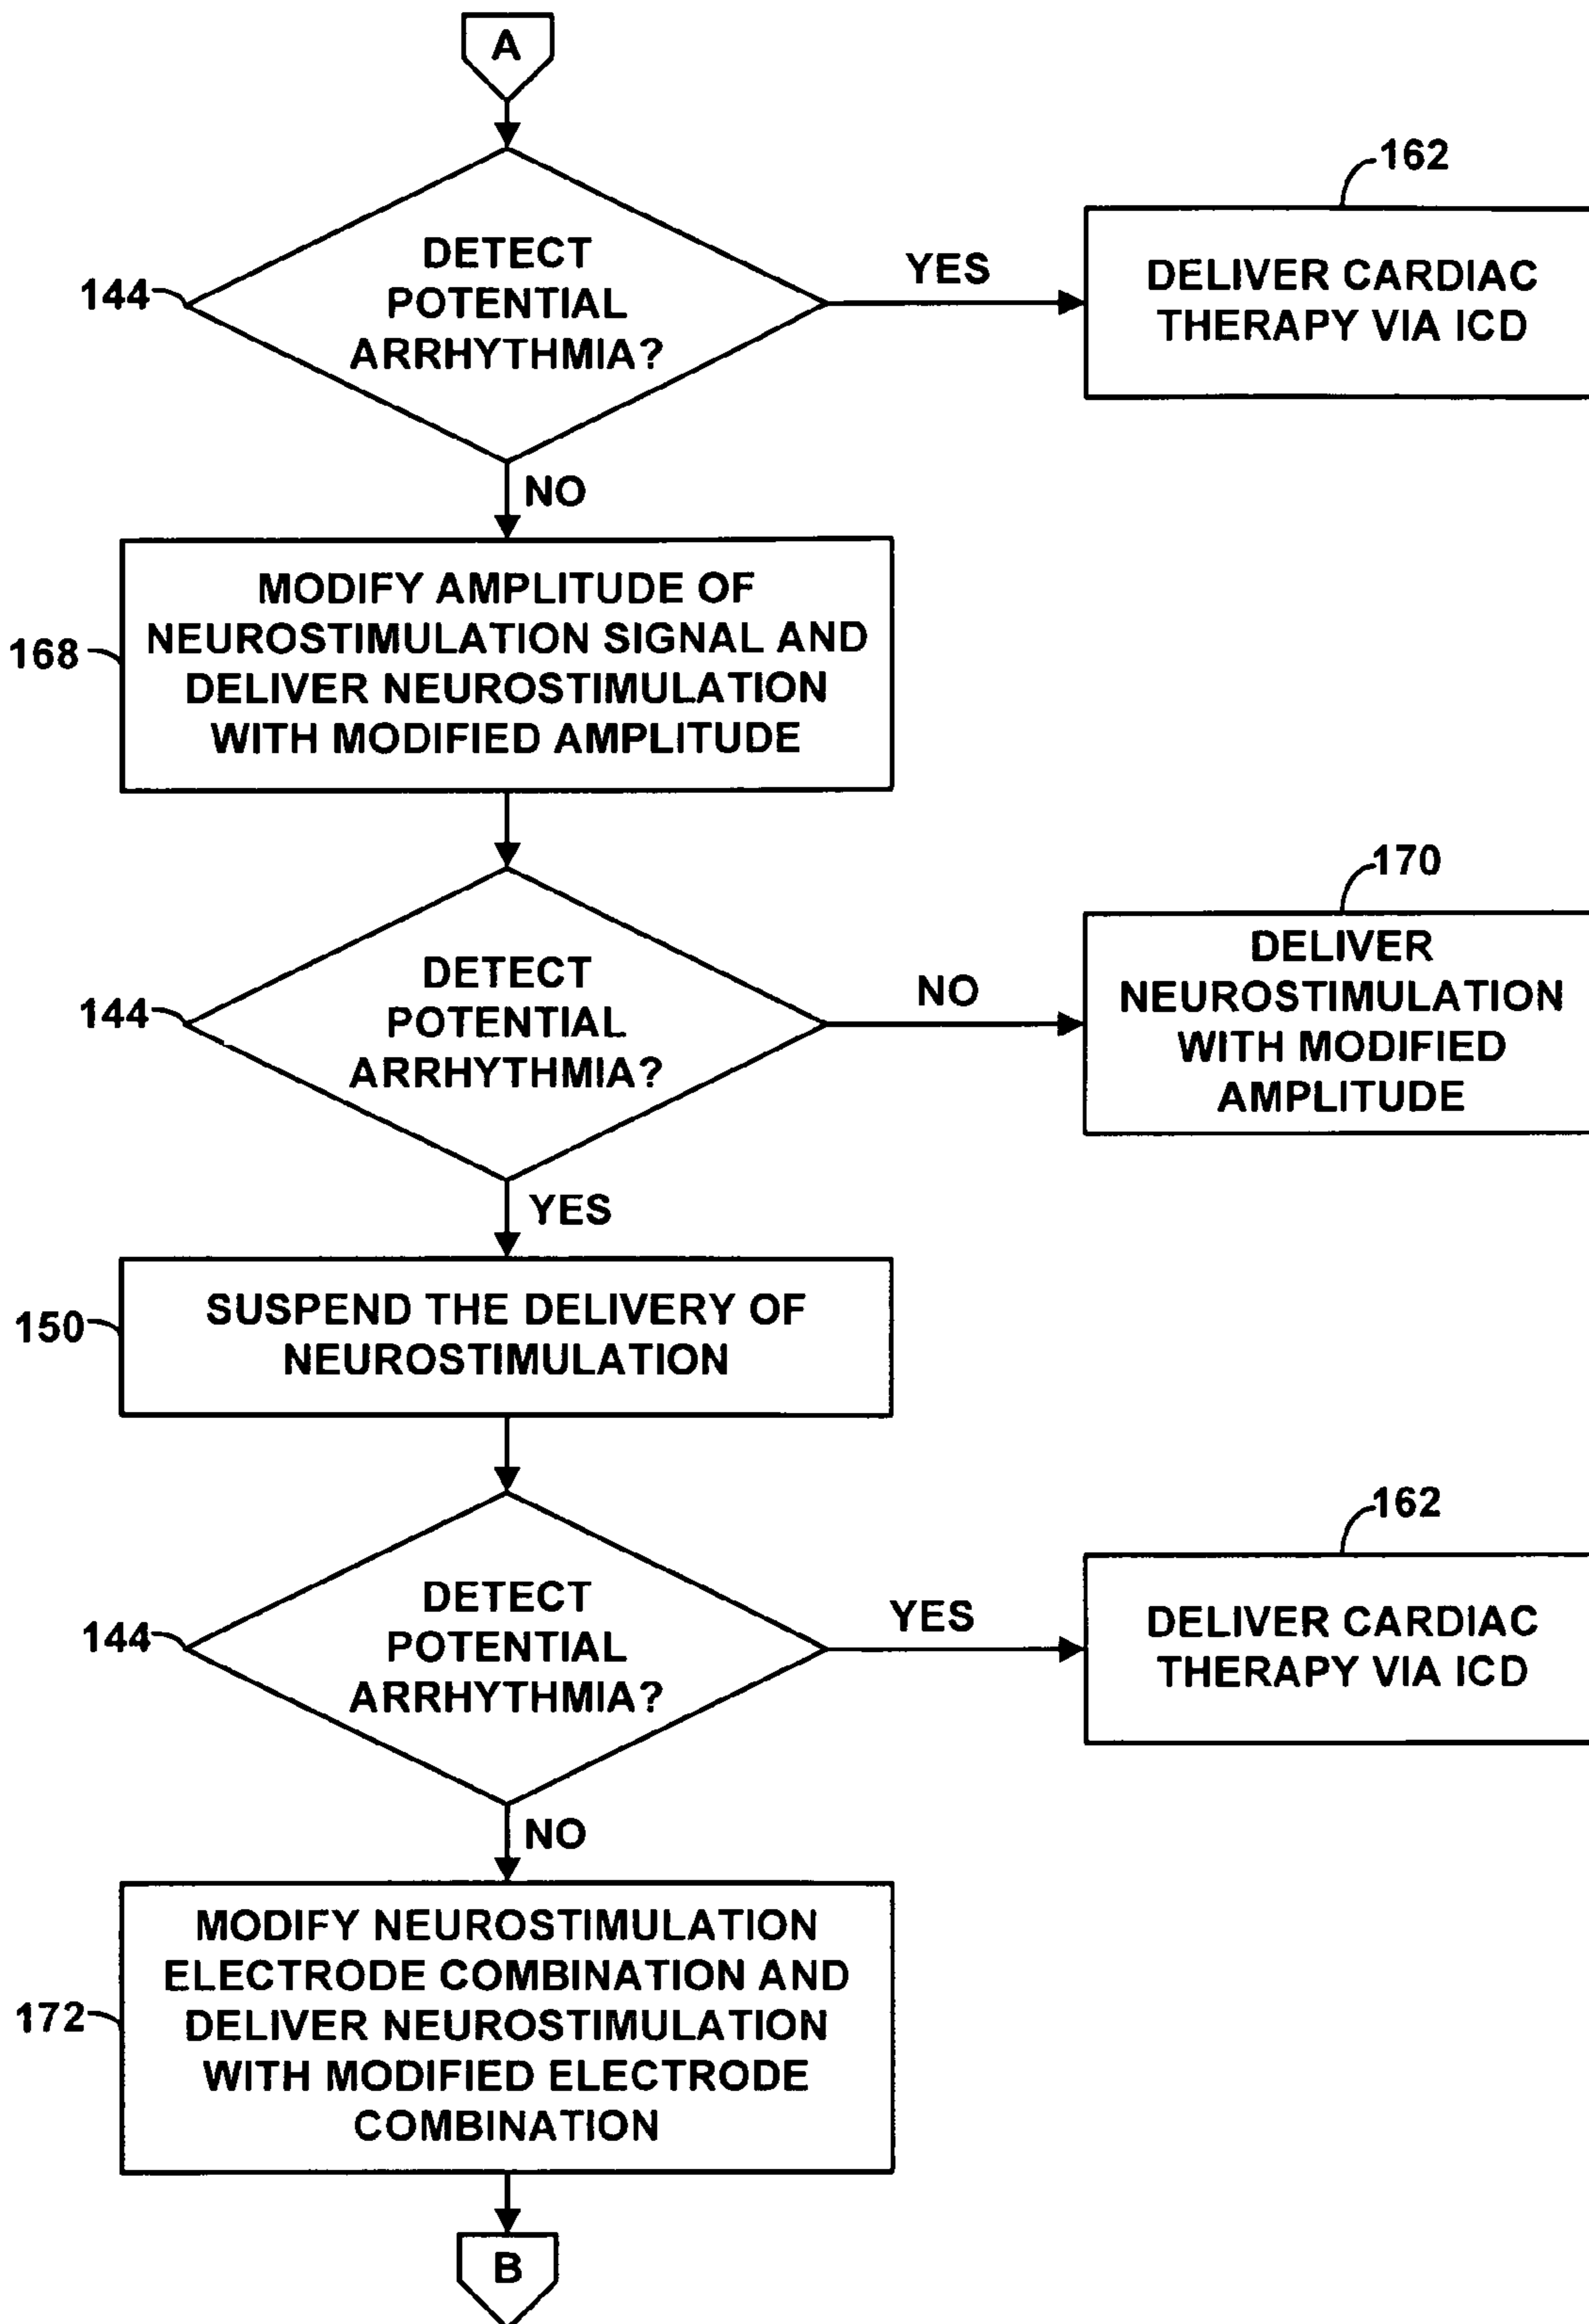 A
162
DETECT
POTENTIAL
ARRHYTHMIA?
144
YES
DELIVER CARDIAC
THERAPY VIA ICD
NO
MODIFY AMPLITUDE OF
NEUROSTIMULATION SIGNAL AND
DELIVER NEUROSTIMULATION
WITH MODIFIED AMPLITUDE
168
170
DETECT
POTENTIAL
ARRHYTHMIA?
144
NO
DELIVER
NEUROSTIMULATION
WITH MODIFIED
AMPLITUDE
YES
150
SUSPEND THE DELIVERY OF
NEUROSTIMULATION
162
DETECT
POTENTIAL
ARRHYTHMIA?
144
YES
DELIVER CARDIAC
THERAPY VIA ICD
NO
MODIFY NEUROSTIMULATION
ELECTRODE COMBINATION AND
DELIVER NEUROSTIMULATION
WITH MODIFIED ELECTRODE
COMBINATION
172
B